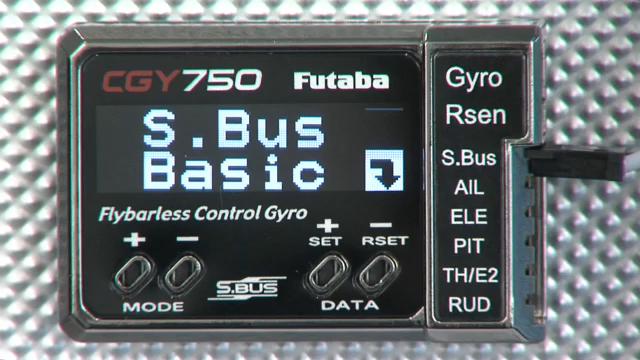 CGY750 Futaba
S.Bus
Basic
Flybarless Control Gyro
+ − + −
SET RSET
MODE S.BUS DATA
Gyro
Rsen
S.Bus
AIL
ELE
PIT
TH/E2
RUD